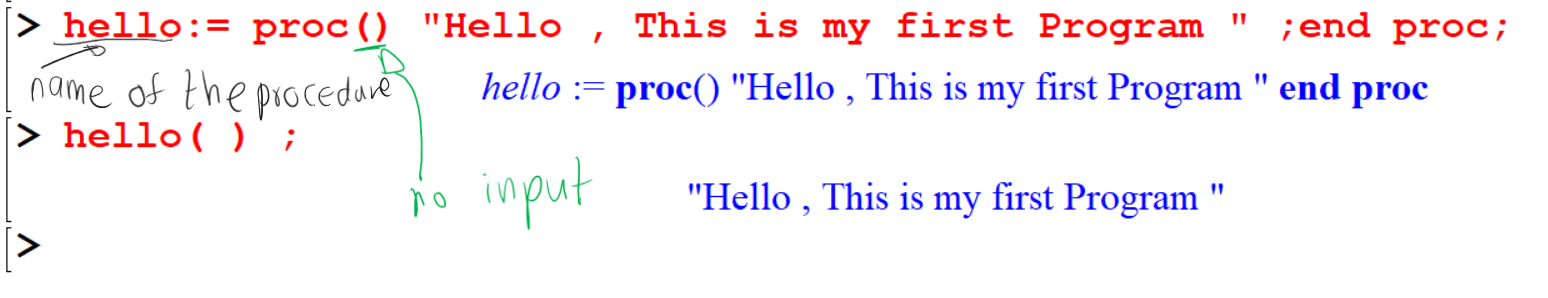 > hello:= proc() "Hello , This is my first Program " ;end proc;
name of the procedure
hello := proc() "Hello , This is my first Program " end proc
> hello( ) ;
no input
"Hello , This is my first Program "
>